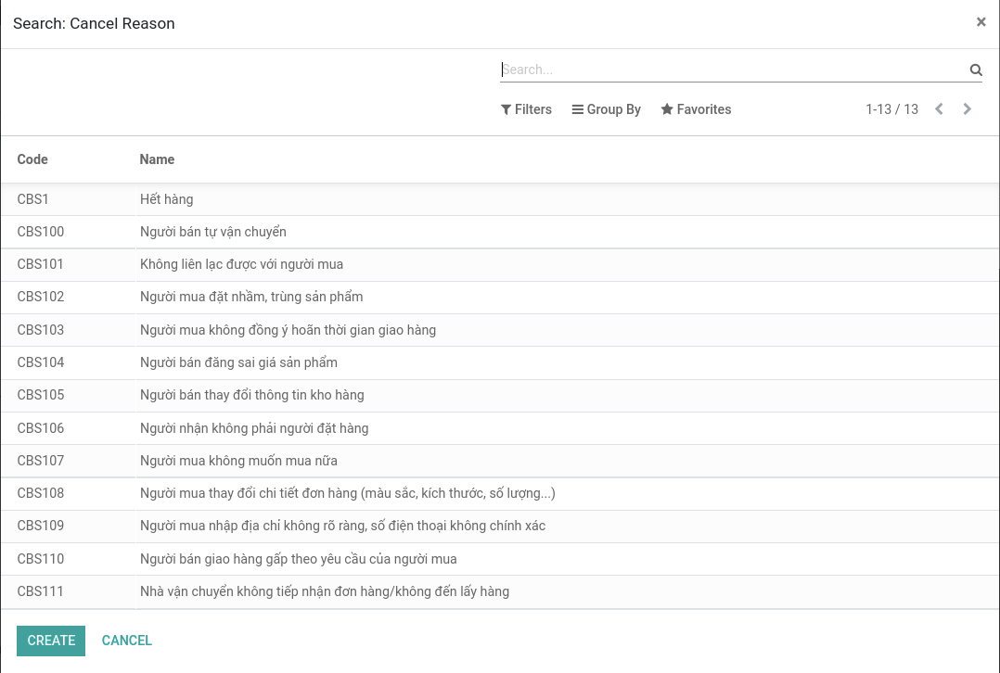 Search: Cancel Reason ×
Search...
Filters Group By Favorites 1-13 / 13
Code Name
CBS1 Hết hàng
CBS100 Người bán tự vận chuyển
CBS101 Không liên lạc được với người mua
CBS102 Người mua đặt nhầm, trùng sản phẩm
CBS103 Người mua không đồng ý hoãn thời gian giao hàng
CBS104 Người bán đăng sai giá sản phẩm
CBS105 Người bán thay đổi thông tin kho hàng
CBS106 Người nhận không phải người đặt hàng
CBS107 Người mua không muốn mua nữa
CBS108 Người mua thay đổi chi tiết đơn hàng (màu sắc, kích thước, số lượng...)
CBS109 Người mua nhập địa chỉ không rõ ràng, số điện thoại không chính xác
CBS110 Người bán giao hàng gấp theo yêu cầu của người mua
CBS111 Nhà vận chuyển không tiếp nhận đơn hàng/không đến lấy hàng
CREATE CANCEL